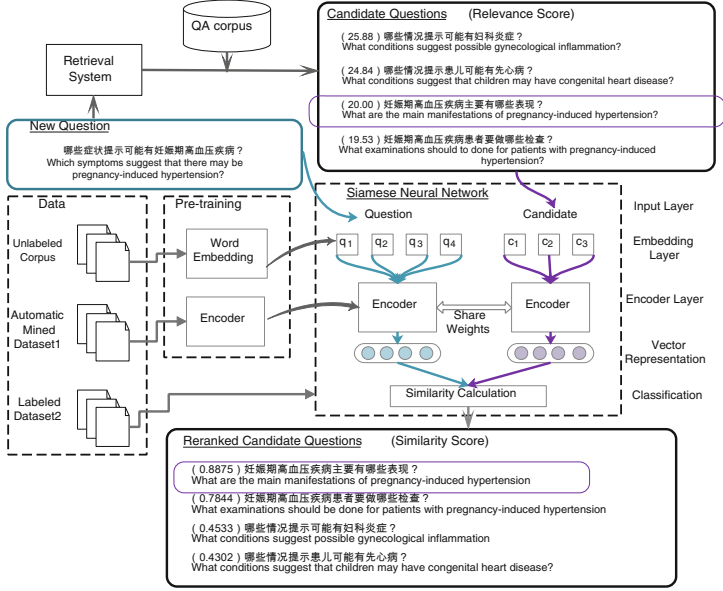 QA corpus
Retrieval
System
Candidate Questions (Relevance Score)
( 25.88 ) 哪些情况提示可能有妇科炎症？
What conditions suggest possible gynecological inflammation?
( 24.84 ) 哪些情况提示患儿可能有先心病？
What conditions suggest that children may have congenital heart disease?
( 20.00 ) 妊娠期高血压疾病主要有哪些表现？
What are the main manifestations of pregnancy-induced hypertension?
( 19.53 ) 妊娠期高血压疾病患者要做哪些检查？
What examinations should to done for patients with pregnancy-induced
hypertension?
New Question
哪些症状提示可能有妊娠期高血压疾病？
Which symptoms suggest that there may be
pregnancy-induced hypertension?
Data
Pre-training
Siamese Neural Network
Unlabeled
Corpus
Word
Embedding
Automatic
Mined
Dataset1
Encoder
Labeled
Dataset2
Question
Candidate
Input Layer
q1 q2 q3 q4
c1 c2 c3
Embedding
Layer
Encoder
Share
Weights
Encoder
Encoder Layer
Vector
Representation
Similarity Calculation
Classification
Reranked Candidate Questions (Similarity Score)
( 0.8875 ) 妊娠期高血压疾病主要有哪些表现？
What are the main manifestations of pregnancy-induced hypertension
( 0.7844 ) 妊娠期高血压疾病患者要做哪些检查？
What examinations should be done for patients with pregnancy-induced hypertension
( 0.4533 ) 哪些情况提示可能有妇科炎症？
What conditions suggest possible gynecological inflammation
( 0.4302 ) 哪些情况提示患儿可能有先心病？
What conditions suggest that children may have congenital heart disease?